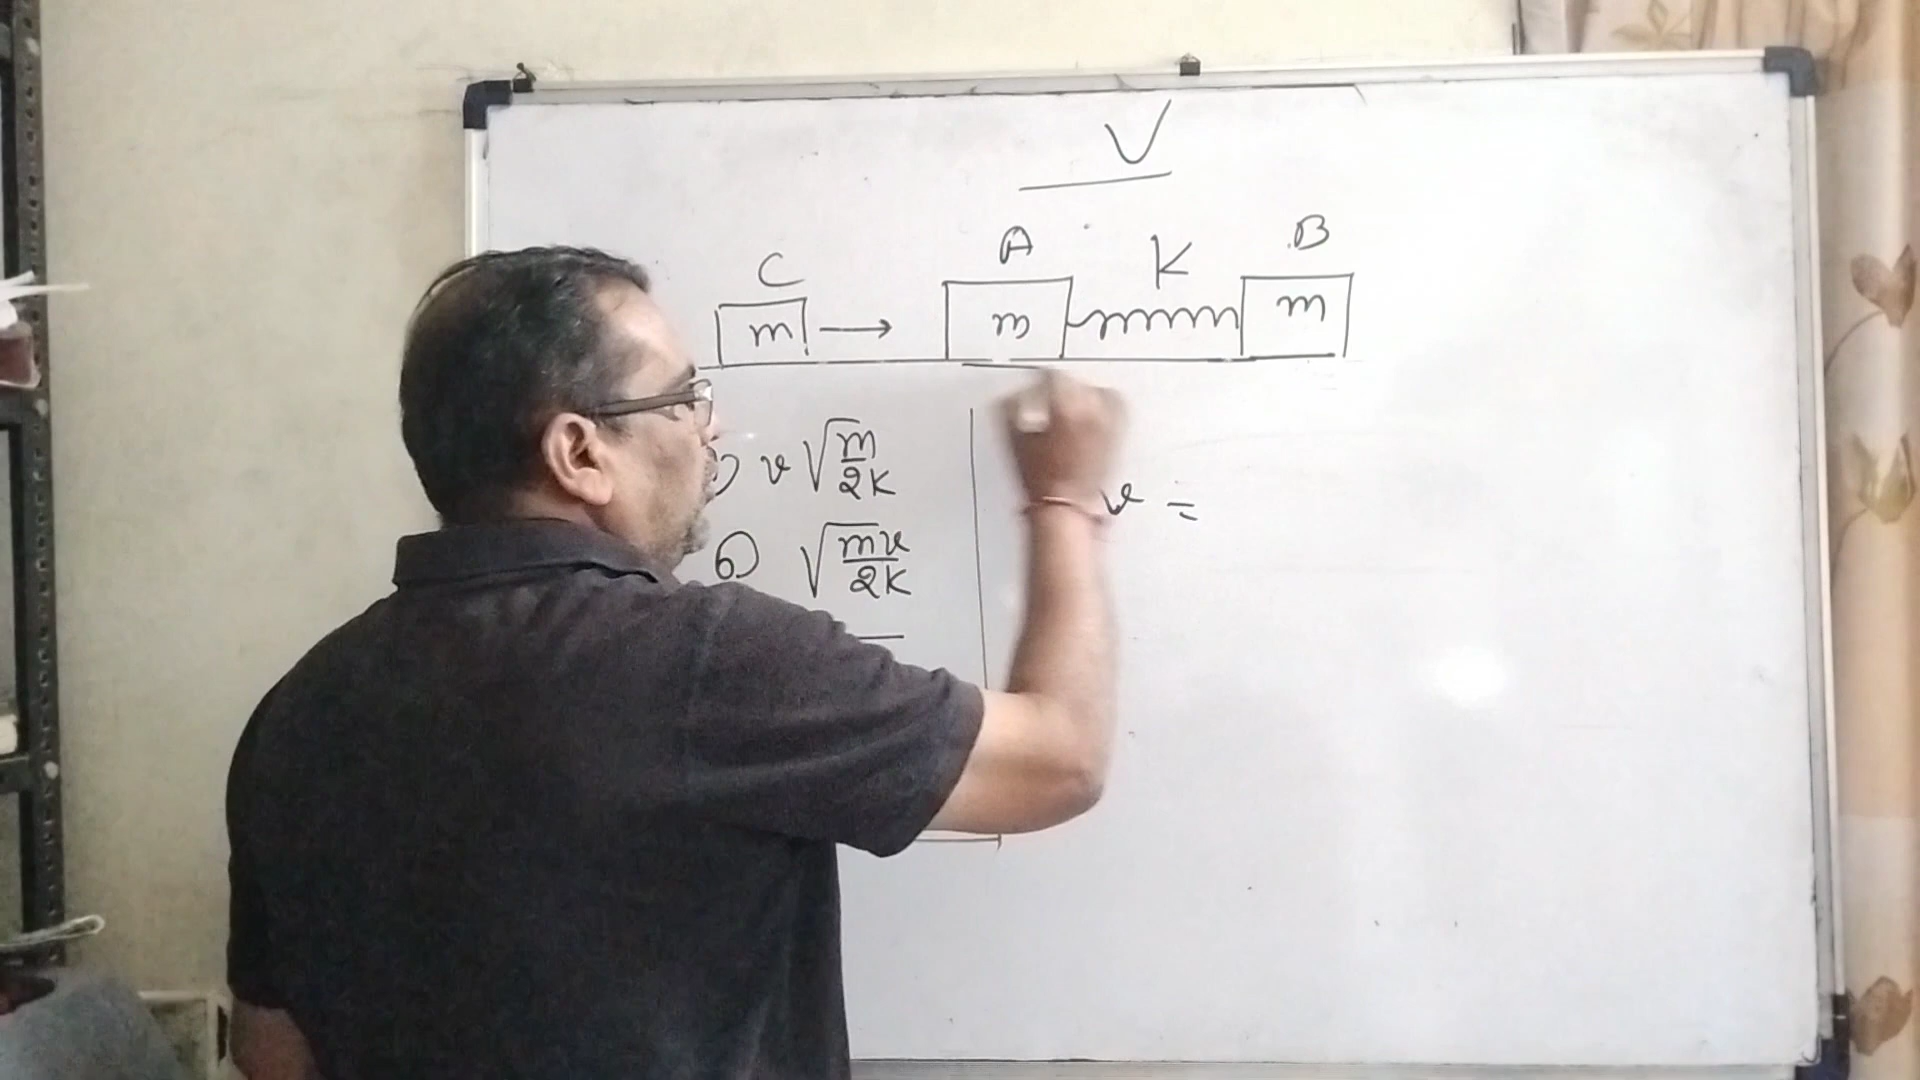 V
C A K B
m → m m
) v √m/2K
b) √mv/2K
v =